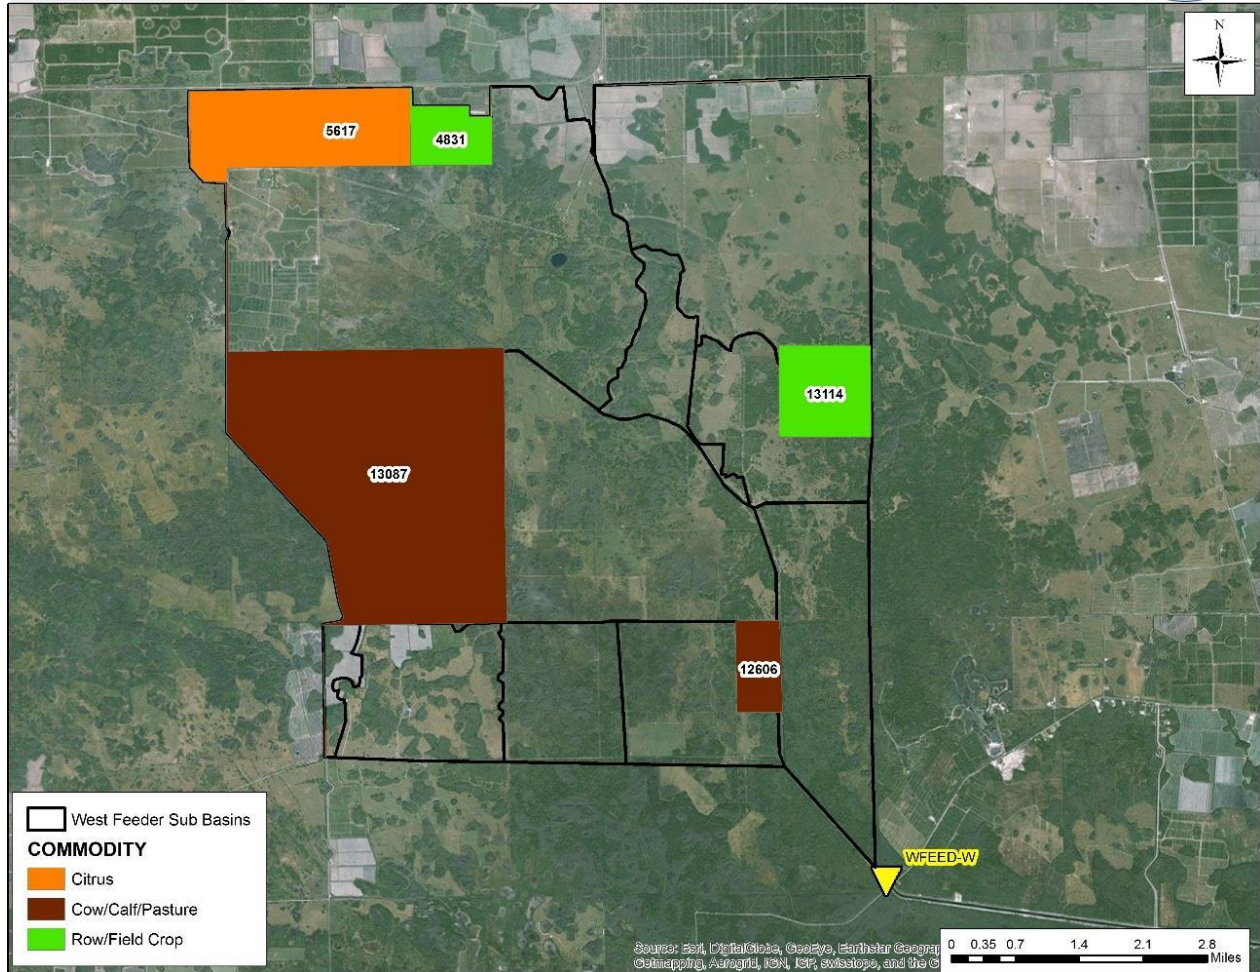 N
5617
4831
13114
13087
12606
WFEED-W
West Feeder Sub Basins
COMMODITY
Citrus
Cow/Calf/Pasture
Row/Field Crop
Source: Esri, DigitalGlobe, GeoEye, Earthstar Geograp
Getmapping, Aerogrid, IGN, IGP, swisstopo, and the G
0 0.35 0.7 1.4 2.1 2.8
Miles